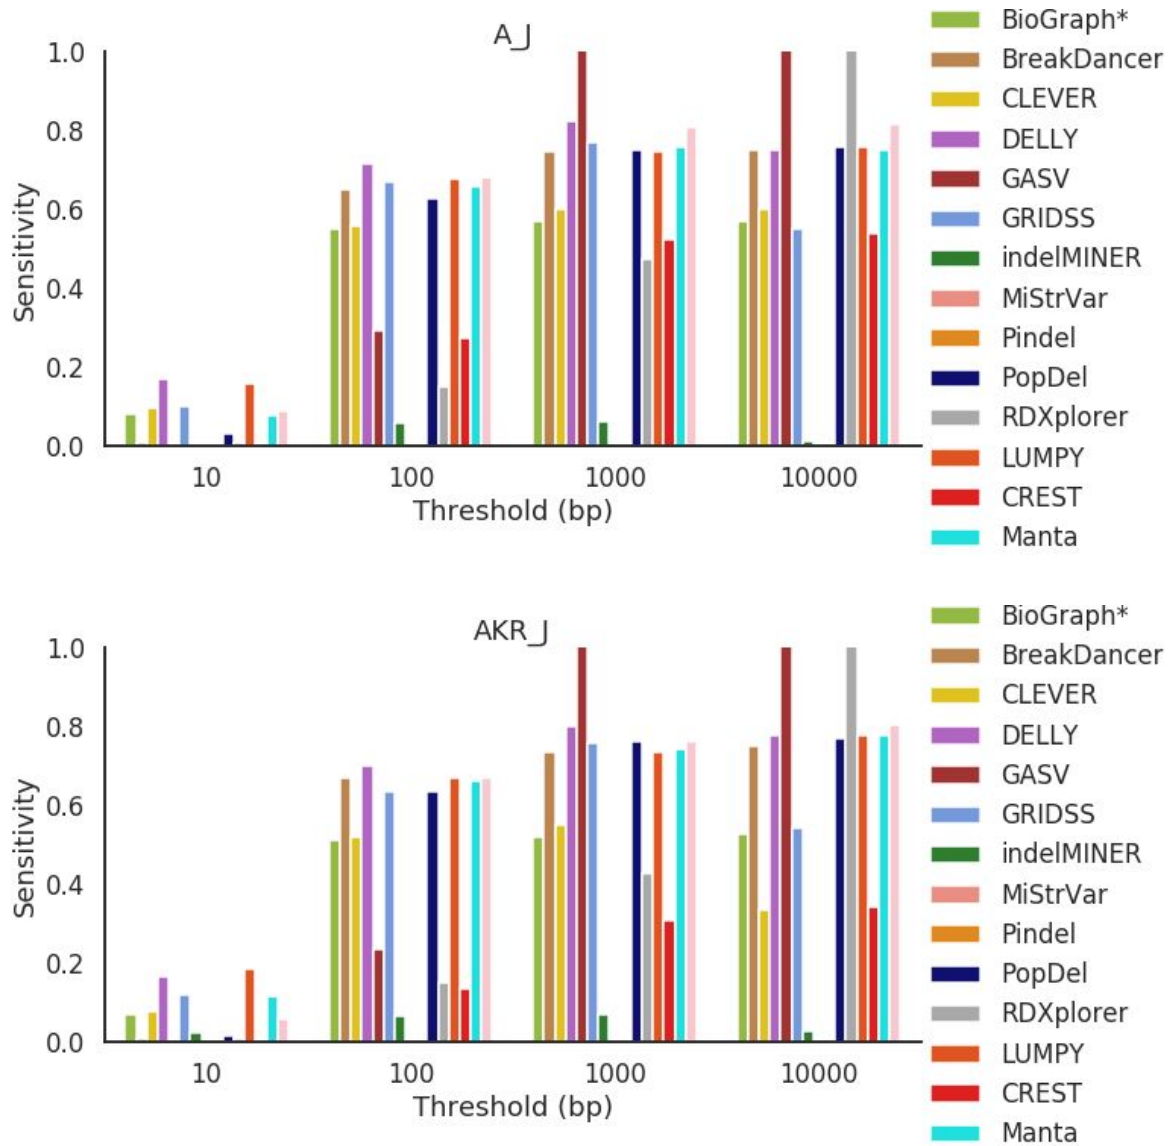 A_J
Sensitivity
1.0
0.8
0.6
0.4
0.2
0.0
10 100 1000 10000
Threshold (bp)
BioGraph*
BreakDancer
CLEVER
DELLY
GASV
GRIDSS
indelMINER
MiStrVar
Pindel
PopDel
RDXplorer
LUMPY
CREST
Manta
AKR_J
Sensitivity
1.0
0.8
0.6
0.4
0.2
0.0
10 100 1000 10000
Threshold (bp)
BioGraph*
BreakDancer
CLEVER
DELLY
GASV
GRIDSS
indelMINER
MiStrVar
Pindel
PopDel
RDXplorer
LUMPY
CREST
Manta